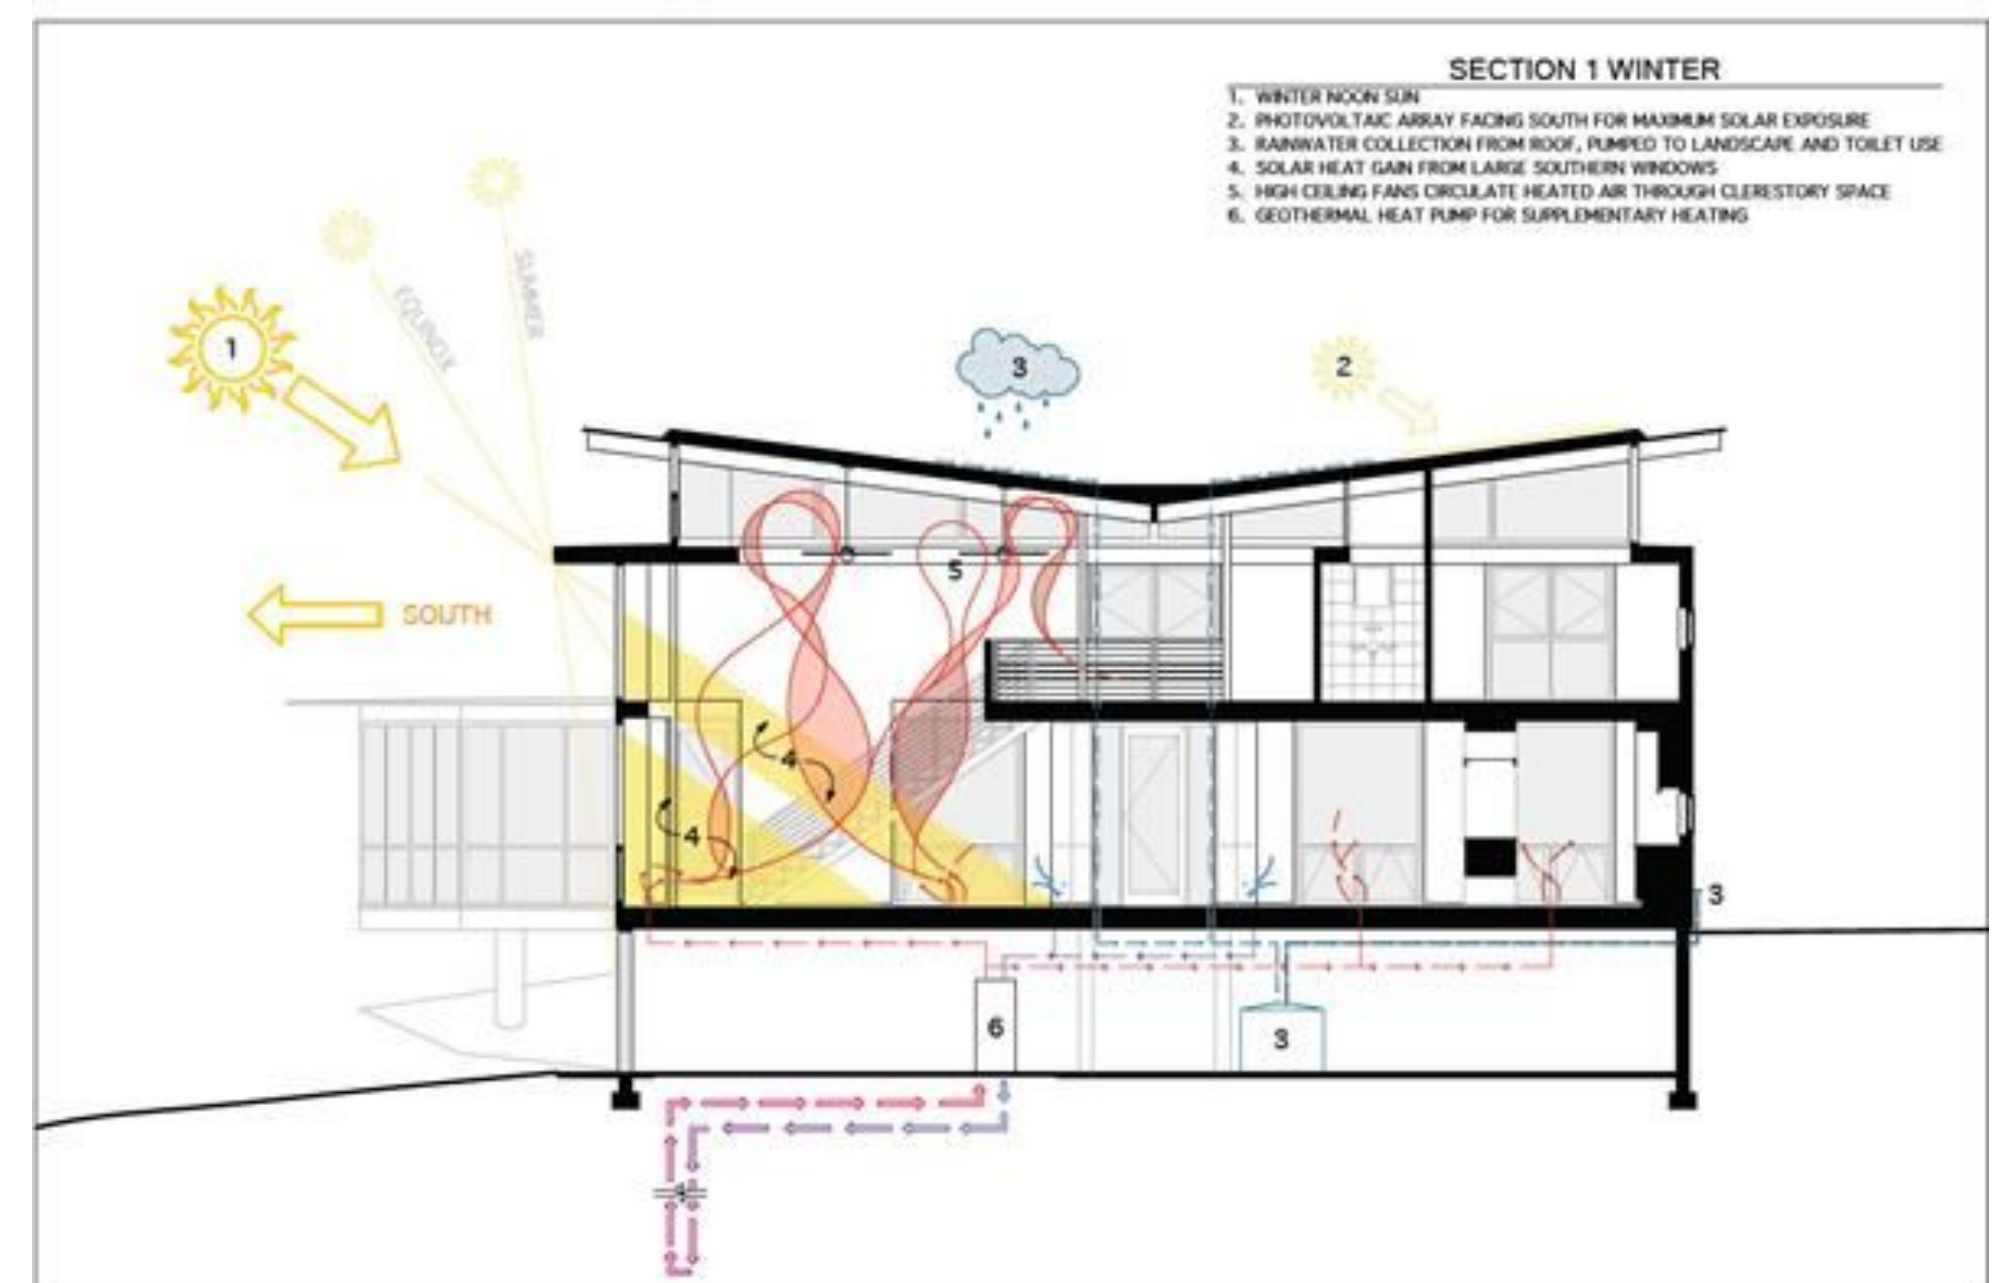 SECTION 1 WINTER
1. WINTER NOON SUN
2. PHOTOVOLTAIC ARRAY FACING SOUTH FOR MAXIMUM SOLAR EXPOSURE
3. RAINWATER COLLECTION FROM ROOF, PUMPED TO LANDSCAPE AND TOILET USE
4. SOLAR HEAT GAIN FROM LARGE SOUTHERN WINDOWS
5. HIGH CEILING FANS CIRCULATE HEATED AIR THROUGH CLERESTORY SPACE
6. GEOTHERMAL HEAT PUMP FOR SUPPLEMENTARY HEATING
SUMMER
EQUINOX
1
3
2
5
SOUTH
4
4
3
6
3